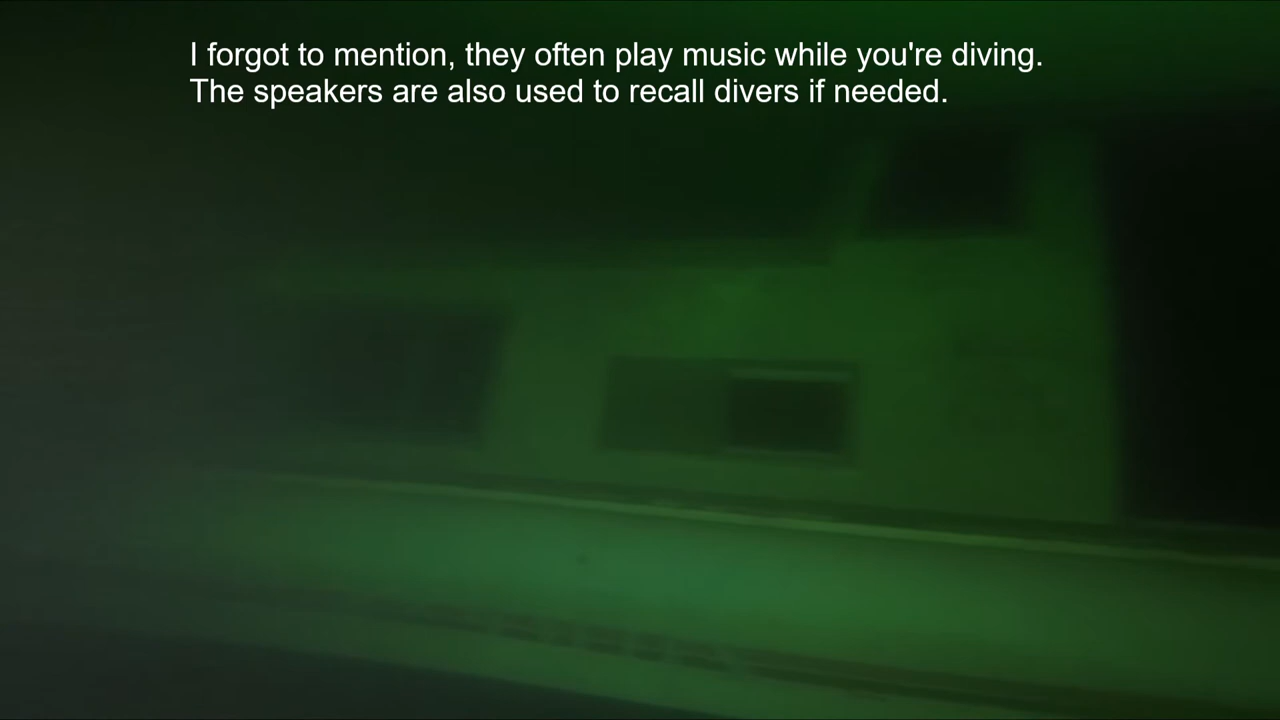 I forgot to mention, they often play music while you're diving.
The speakers are also used to recall divers if needed.